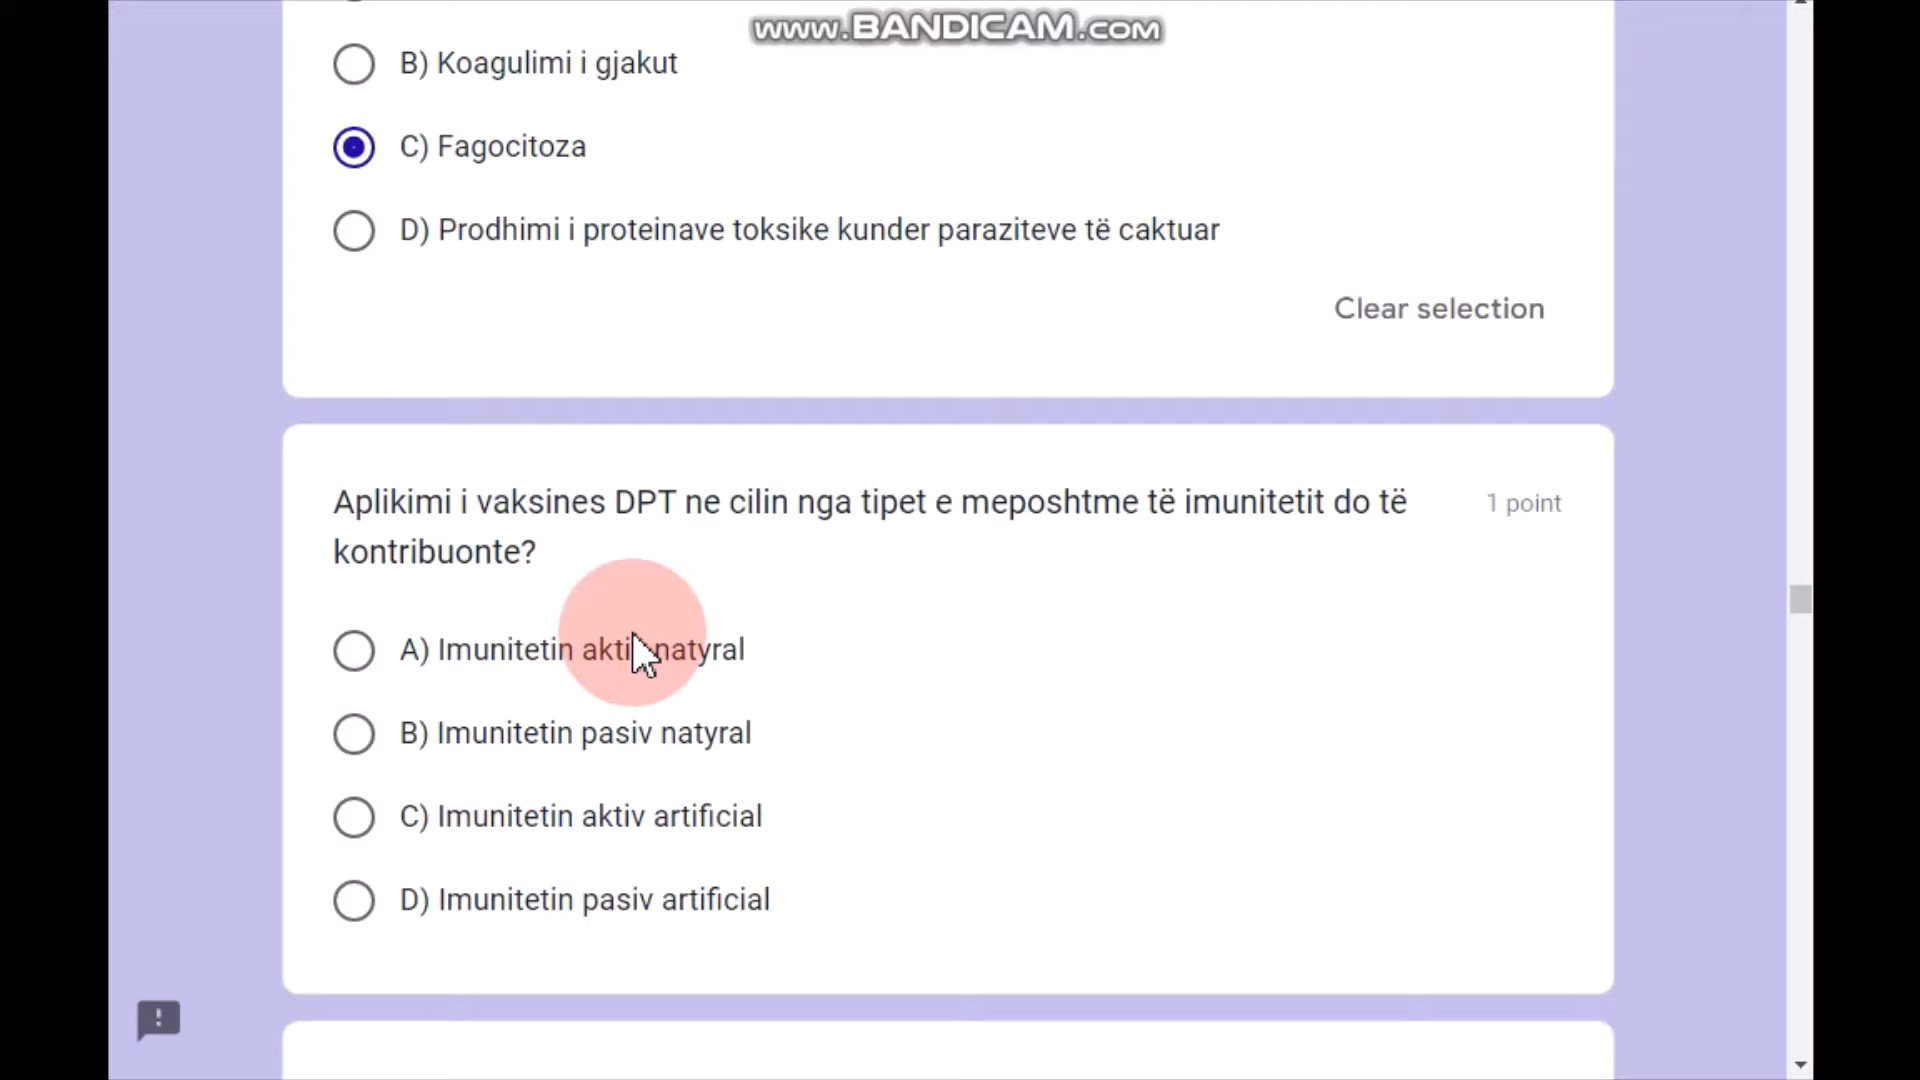 www.BANDICAM.com
B) Koagulimi i gjakut
C) Fagocitoza
D) Prodhimi i proteinave toksike kunder paraziteve të caktuar
Clear selection
Aplikimi i vaksines DPT ne cilin nga tipet e meposhtme të imunitetit do të
1 point
kontribuonte?
A) Imunitetin aktiv natyral
B) Imunitetin pasiv natyral
C) Imunitetin aktiv artificial
D) Imunitetin pasiv artificial